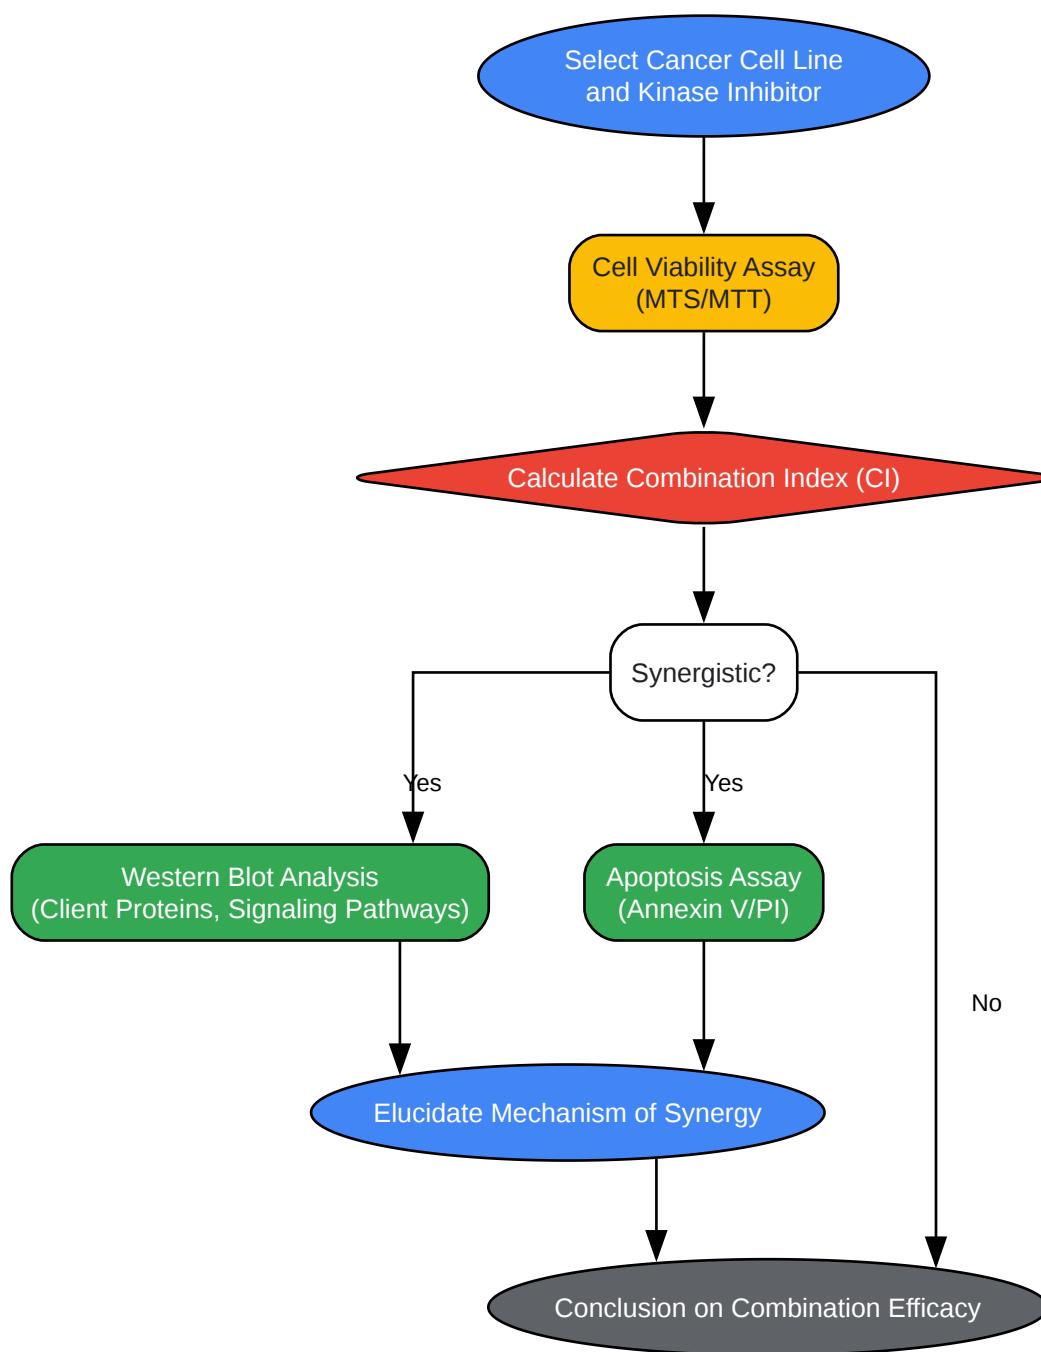 Select Cancer Cell Line
and Kinase Inhibitor
Cell Viability Assay
(MTS/MTT)
Calculate Combination Index (CI)
Synergistic?
Yes
Yes
Western Blot Analysis
(Client Proteins, Signaling Pathways)
Apoptosis Assay
(Annexin V/PI)
No
Elucidate Mechanism of Synergy
Conclusion on Combination Efficacy